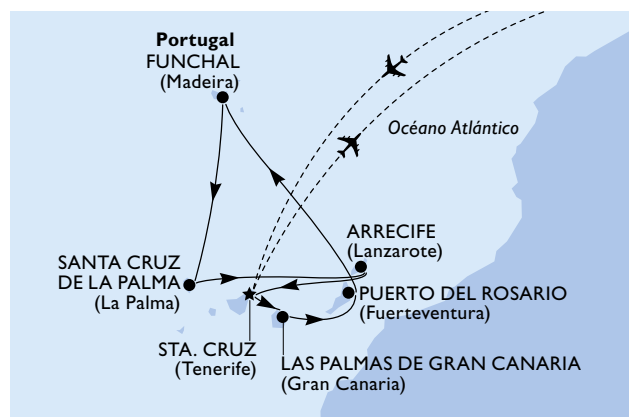 Portugal
FUNCHAL
(Madeira)
Océano Atlántico
ARRECIFE
(Lanzarote)
SANTA CRUZ
DE LA PALMA
(La Palma)
PUERTO DEL ROSARIO
(Fuerteventura)
STA. CRUZ
(Tenerife)
LAS PALMAS DE GRAN CANARIA
(Gran Canaria)